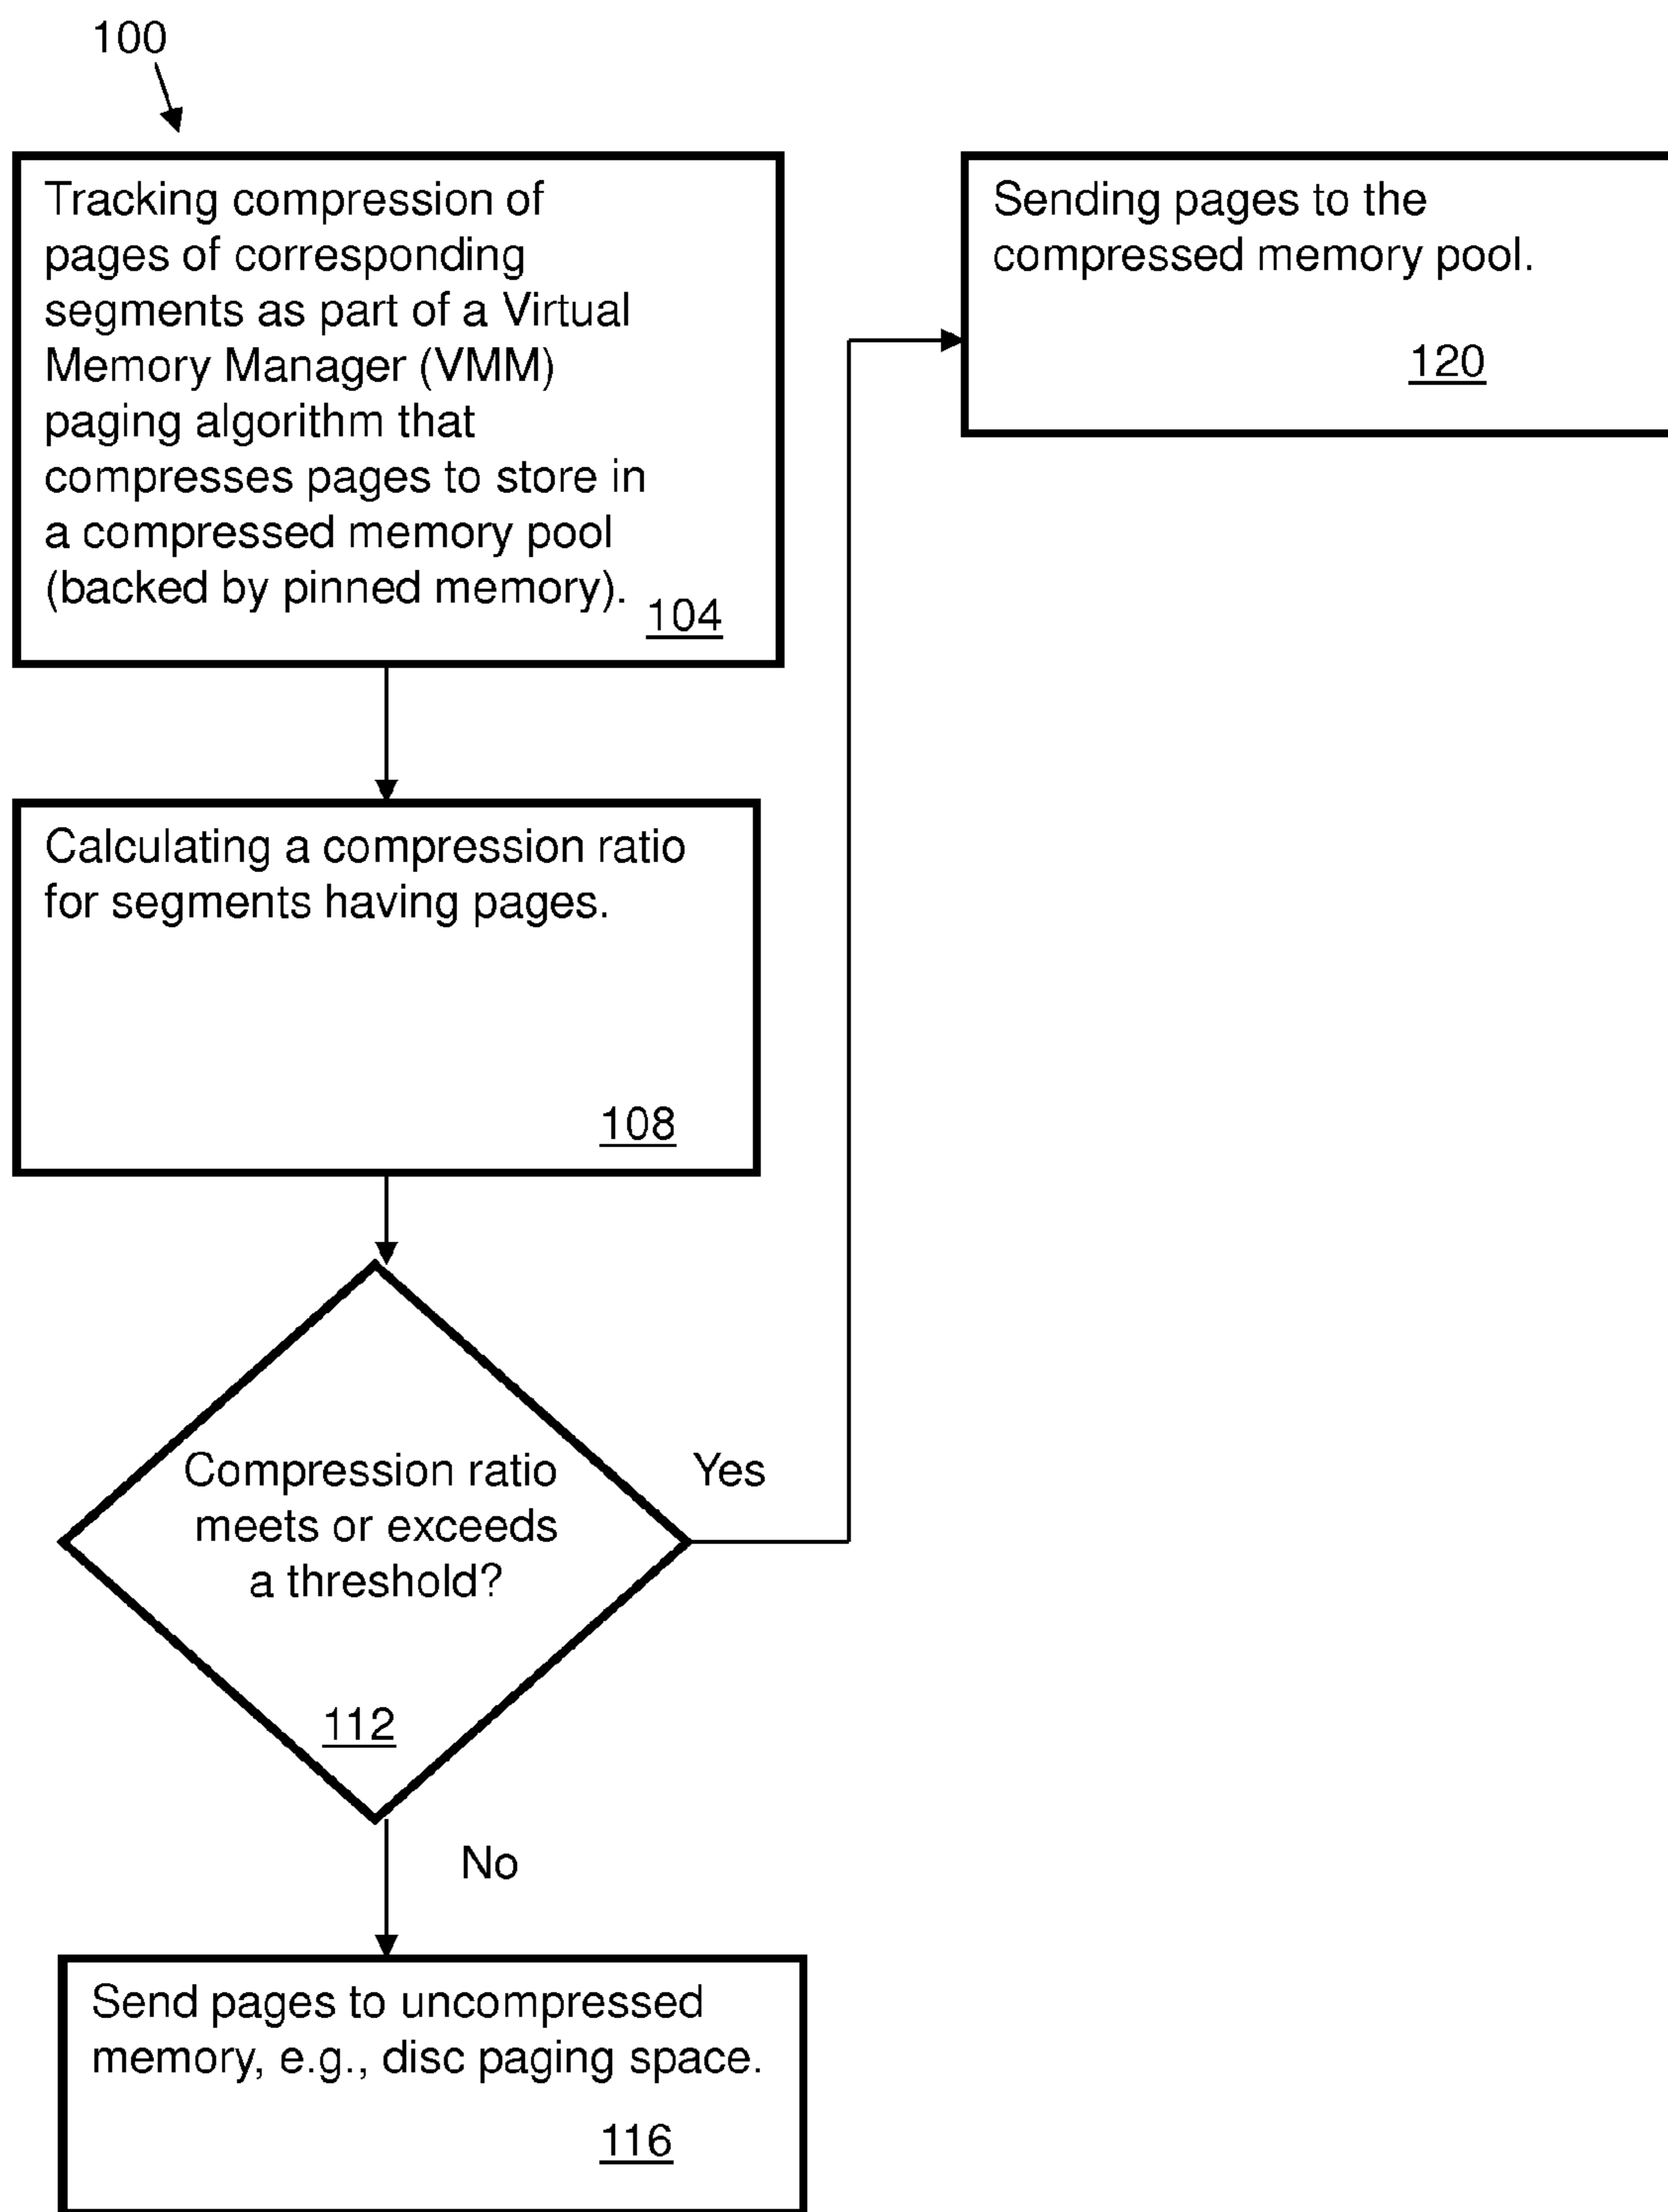 100
Tracking compression of
pages of corresponding
segments as part of a Virtual
Memory Manager (VMM)
paging algorithm that
compresses pages to store in
a compressed memory pool
(backed by pinned memory).
104
Sending pages to the
compressed memory pool.
120
Calculating a compression ratio
for segments having pages.
108
Compression ratio
meets or exceeds
a threshold?
112
Yes
No
Send pages to uncompressed
memory, e.g., disc paging space.
116